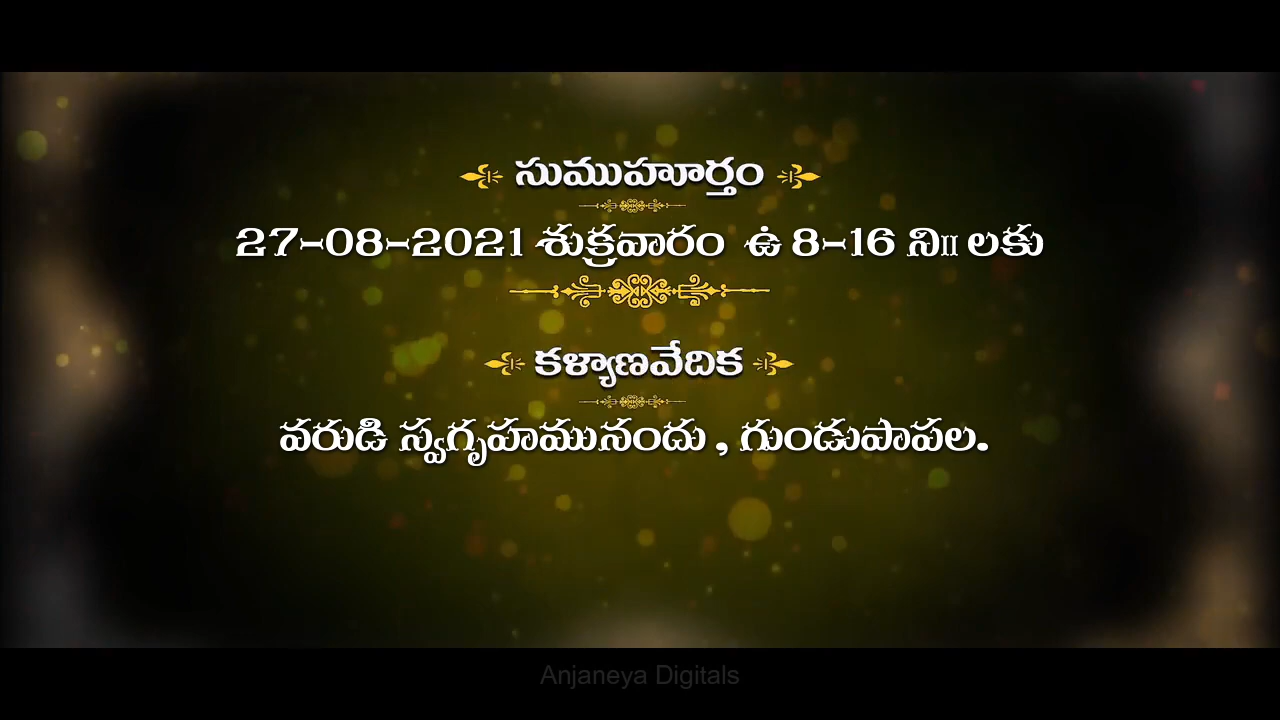 సుముహూర్తం
27-08-2021 శుక్రవారం ఉ 8-16 ని॥ లకు
కళ్యాణవేదిక
వరుడి స్వగృహమునందు , గుండుపాపల.
Anjaneya Digitals